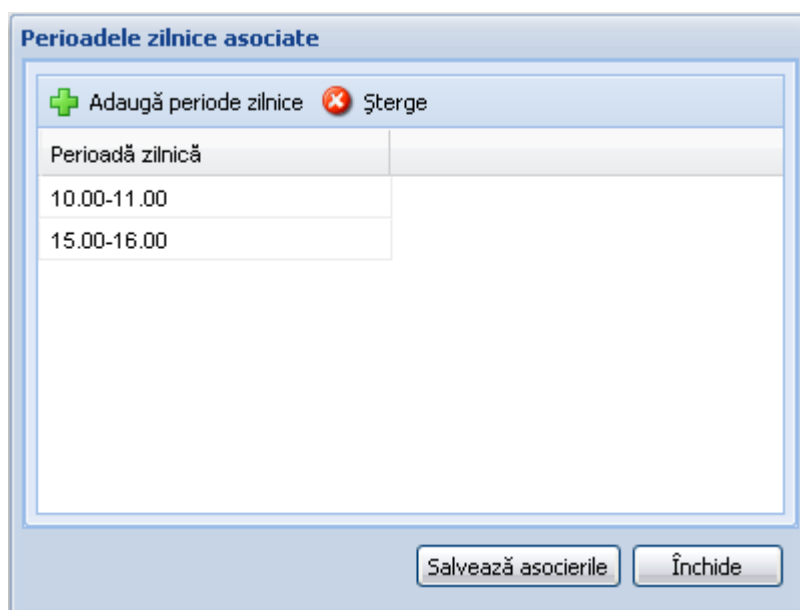 Perioadele zilnice asociate
Adaugă periode zilnice Şterge
Perioadă zilnică
10.00-11.00
15.00-16.00
Salvează asocierile Închide